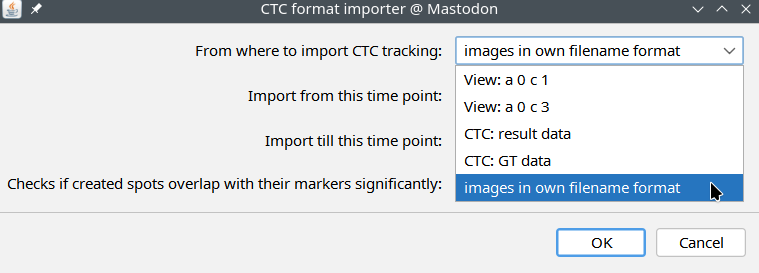 CTC format importer @ Mastodon
From where to import CTC tracking: images in own filename format
View: a 0 c 1
Import from this time point:
View: a 0 c 3
CTC: result data
Import till this time point:
CTC: GT data
Checks if created spots overlap with their markers significantly: images in own filename format
OK Cancel